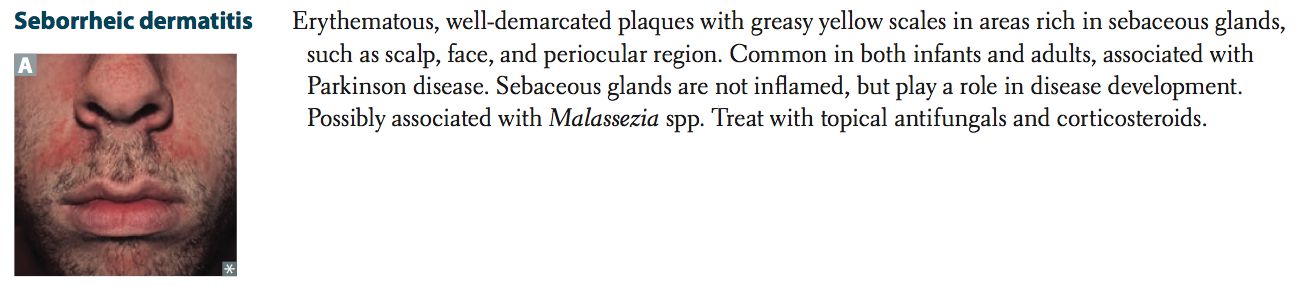 Seborrheic dermatitis
Erythematous, well-demarcated plaques with greasy yellow scales in areas rich in sebaceous glands,
such as scalp, face, and periocular region. Common in both infants and adults, associated with
Parkinson disease. Sebaceous glands are not inflamed, but play a role in disease development.
Possibly associated with Malassezia spp. Treat with topical antifungals and corticosteroids.
A
*